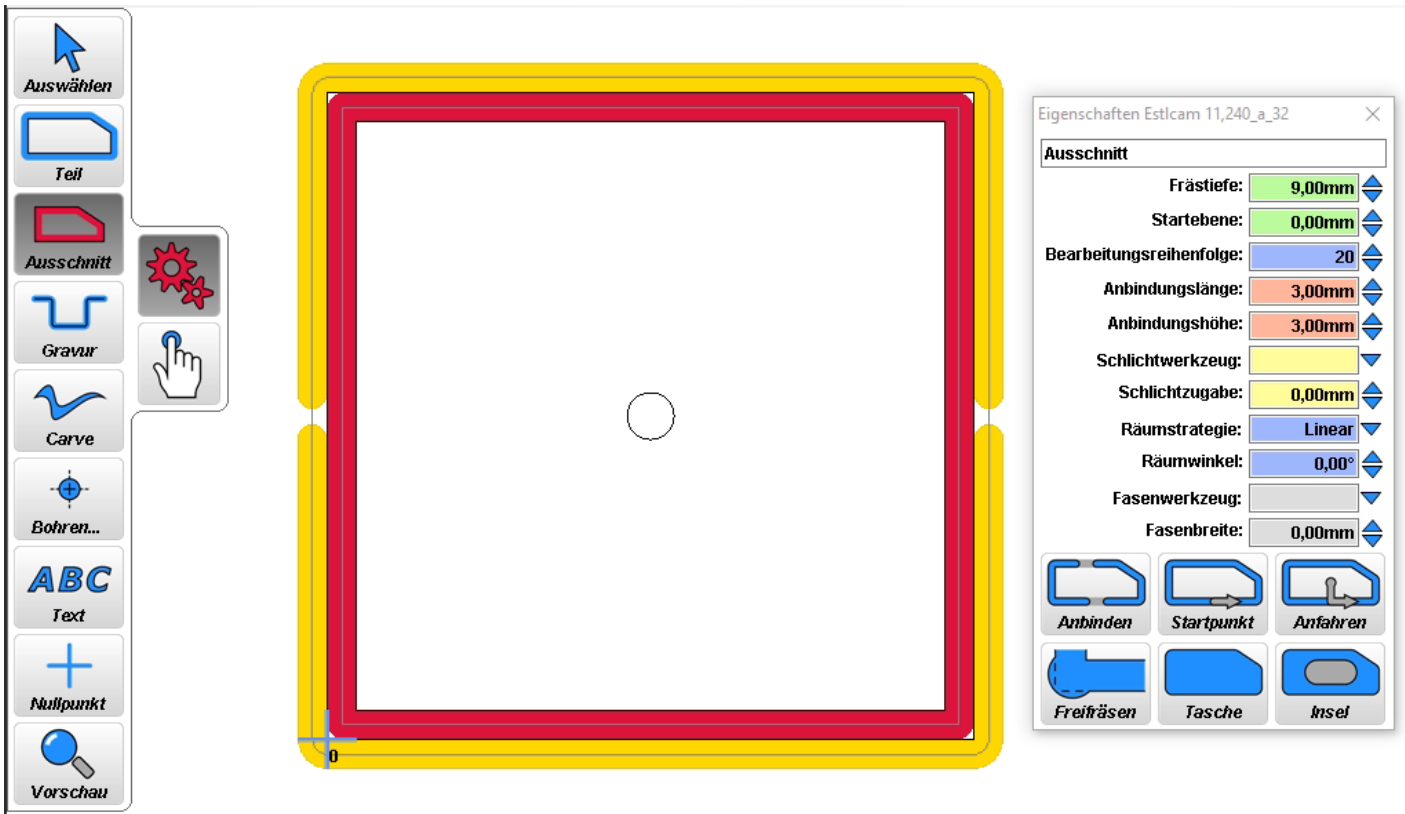 Auswählen
Teil
Ausschnitt
Gravur
Carve
Bohren...
ABC
Text
Nullpunkt
Vorschau
0
Eigenschaften Estlcam 11,240_a_32
Ausschnitt
Frästiefe: 9,00mm
Startebene: 0,00mm
Bearbeitungsreihenfolge: 20
Anbindungslänge: 3,00mm
Anbindungshöhe: 3,00mm
Schlichtwerkzeug:
Schlichtzugabe: 0,00mm
Räumstrategie: Linear
Räumwinkel: 0,00°
Fasenwerkzeug:
Fasenbreite: 0,00mm
Anbinden Startpunkt Anfahren
Freifräsen Tasche Insel